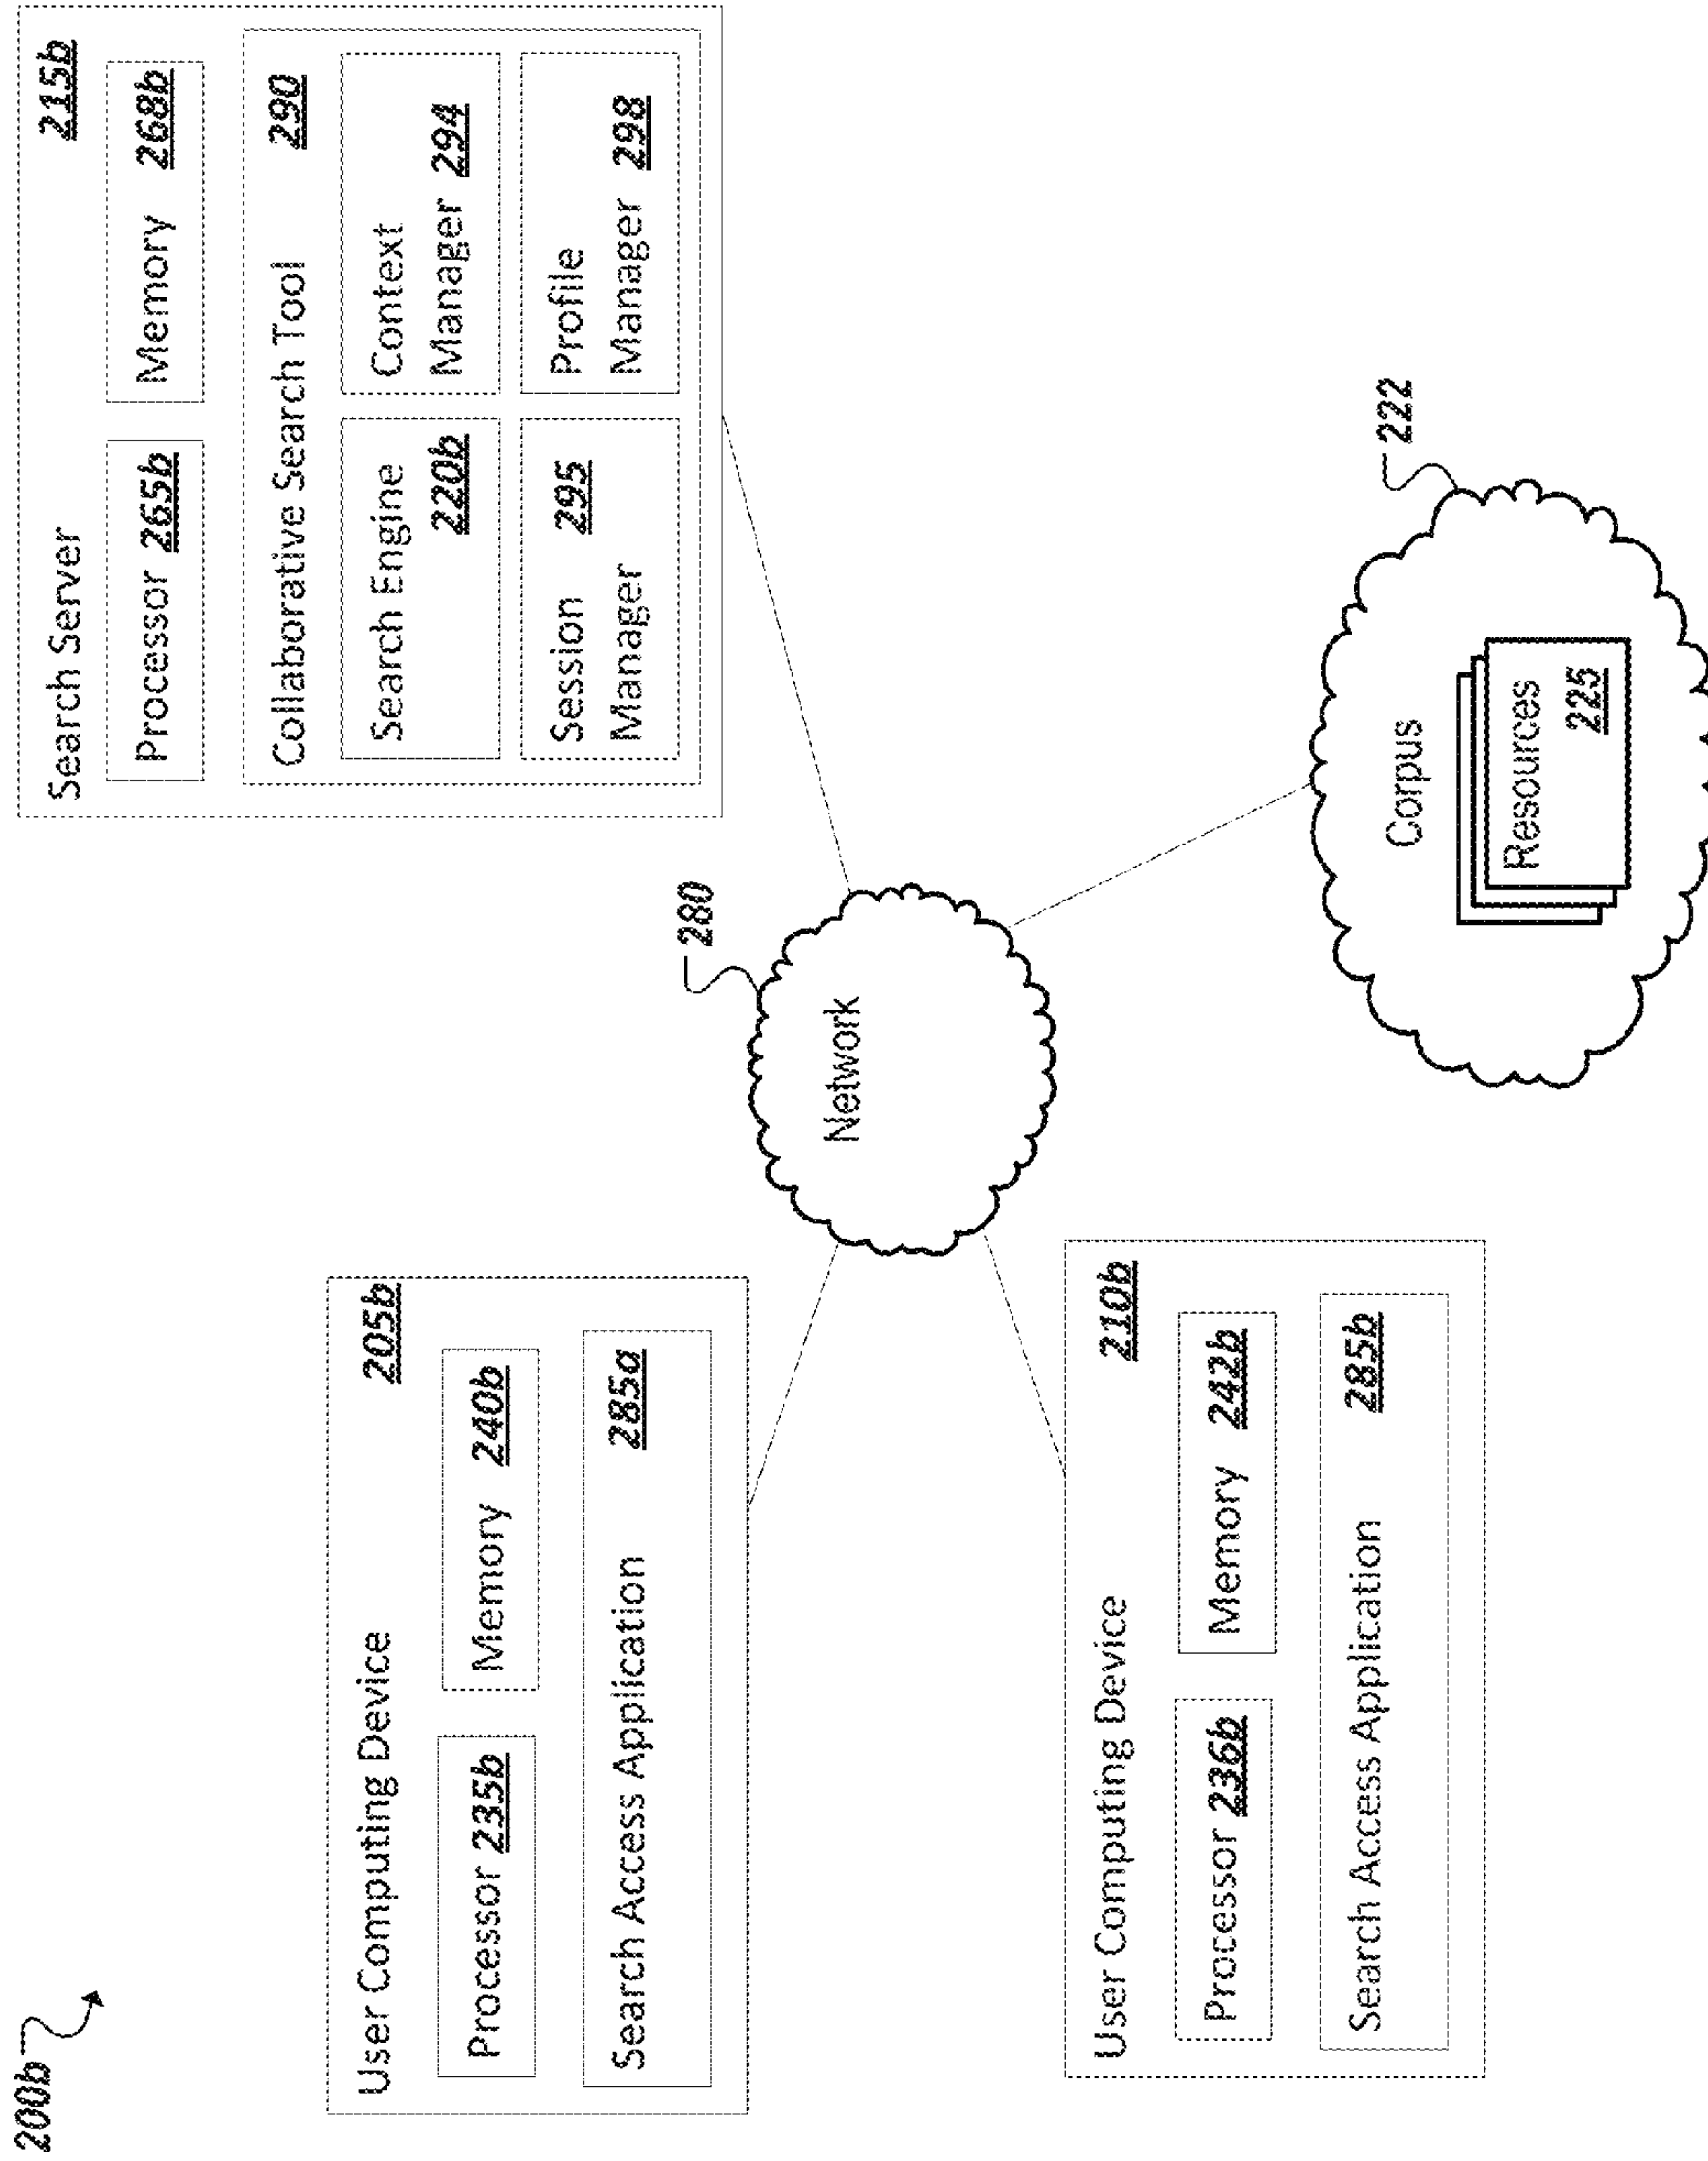 200b
User Computing Device
205b
Processor 235b
Memory 240b
Search Access Application 285a
User Computing Device
210b
Processor 236b
Memory 242b
Search Access Application 285b
Network
280
Search Server
215b
Processor 265b
Memory 268b
Collaborative Search Tool 290
Search Engine
220b
Context
Manager 294
Session 295
Manager
Profile
Manager 298
222
Corpus
Resources
225